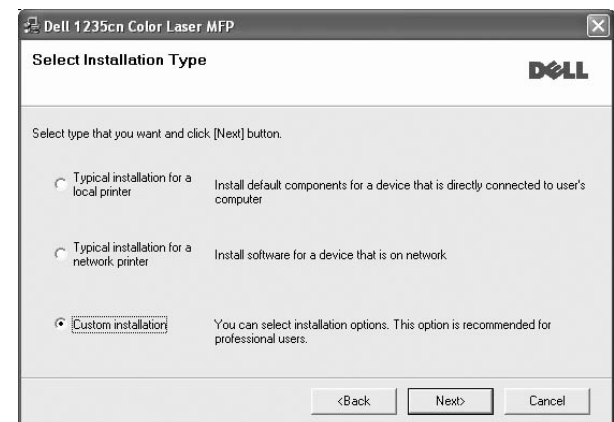 Dell 1235cn Color Laser MFP
Select Installation Type
DELL
Select type that you want and click [Next] button.
Typical installation for a
local printer
Install default components for a device that is directly connected to user's
computer
Typical installation for a
network printer
Install software for a device that is on network
Custom installation
You can select installation options. This option is recommended for
professional users.
<Back
Next>
Cancel